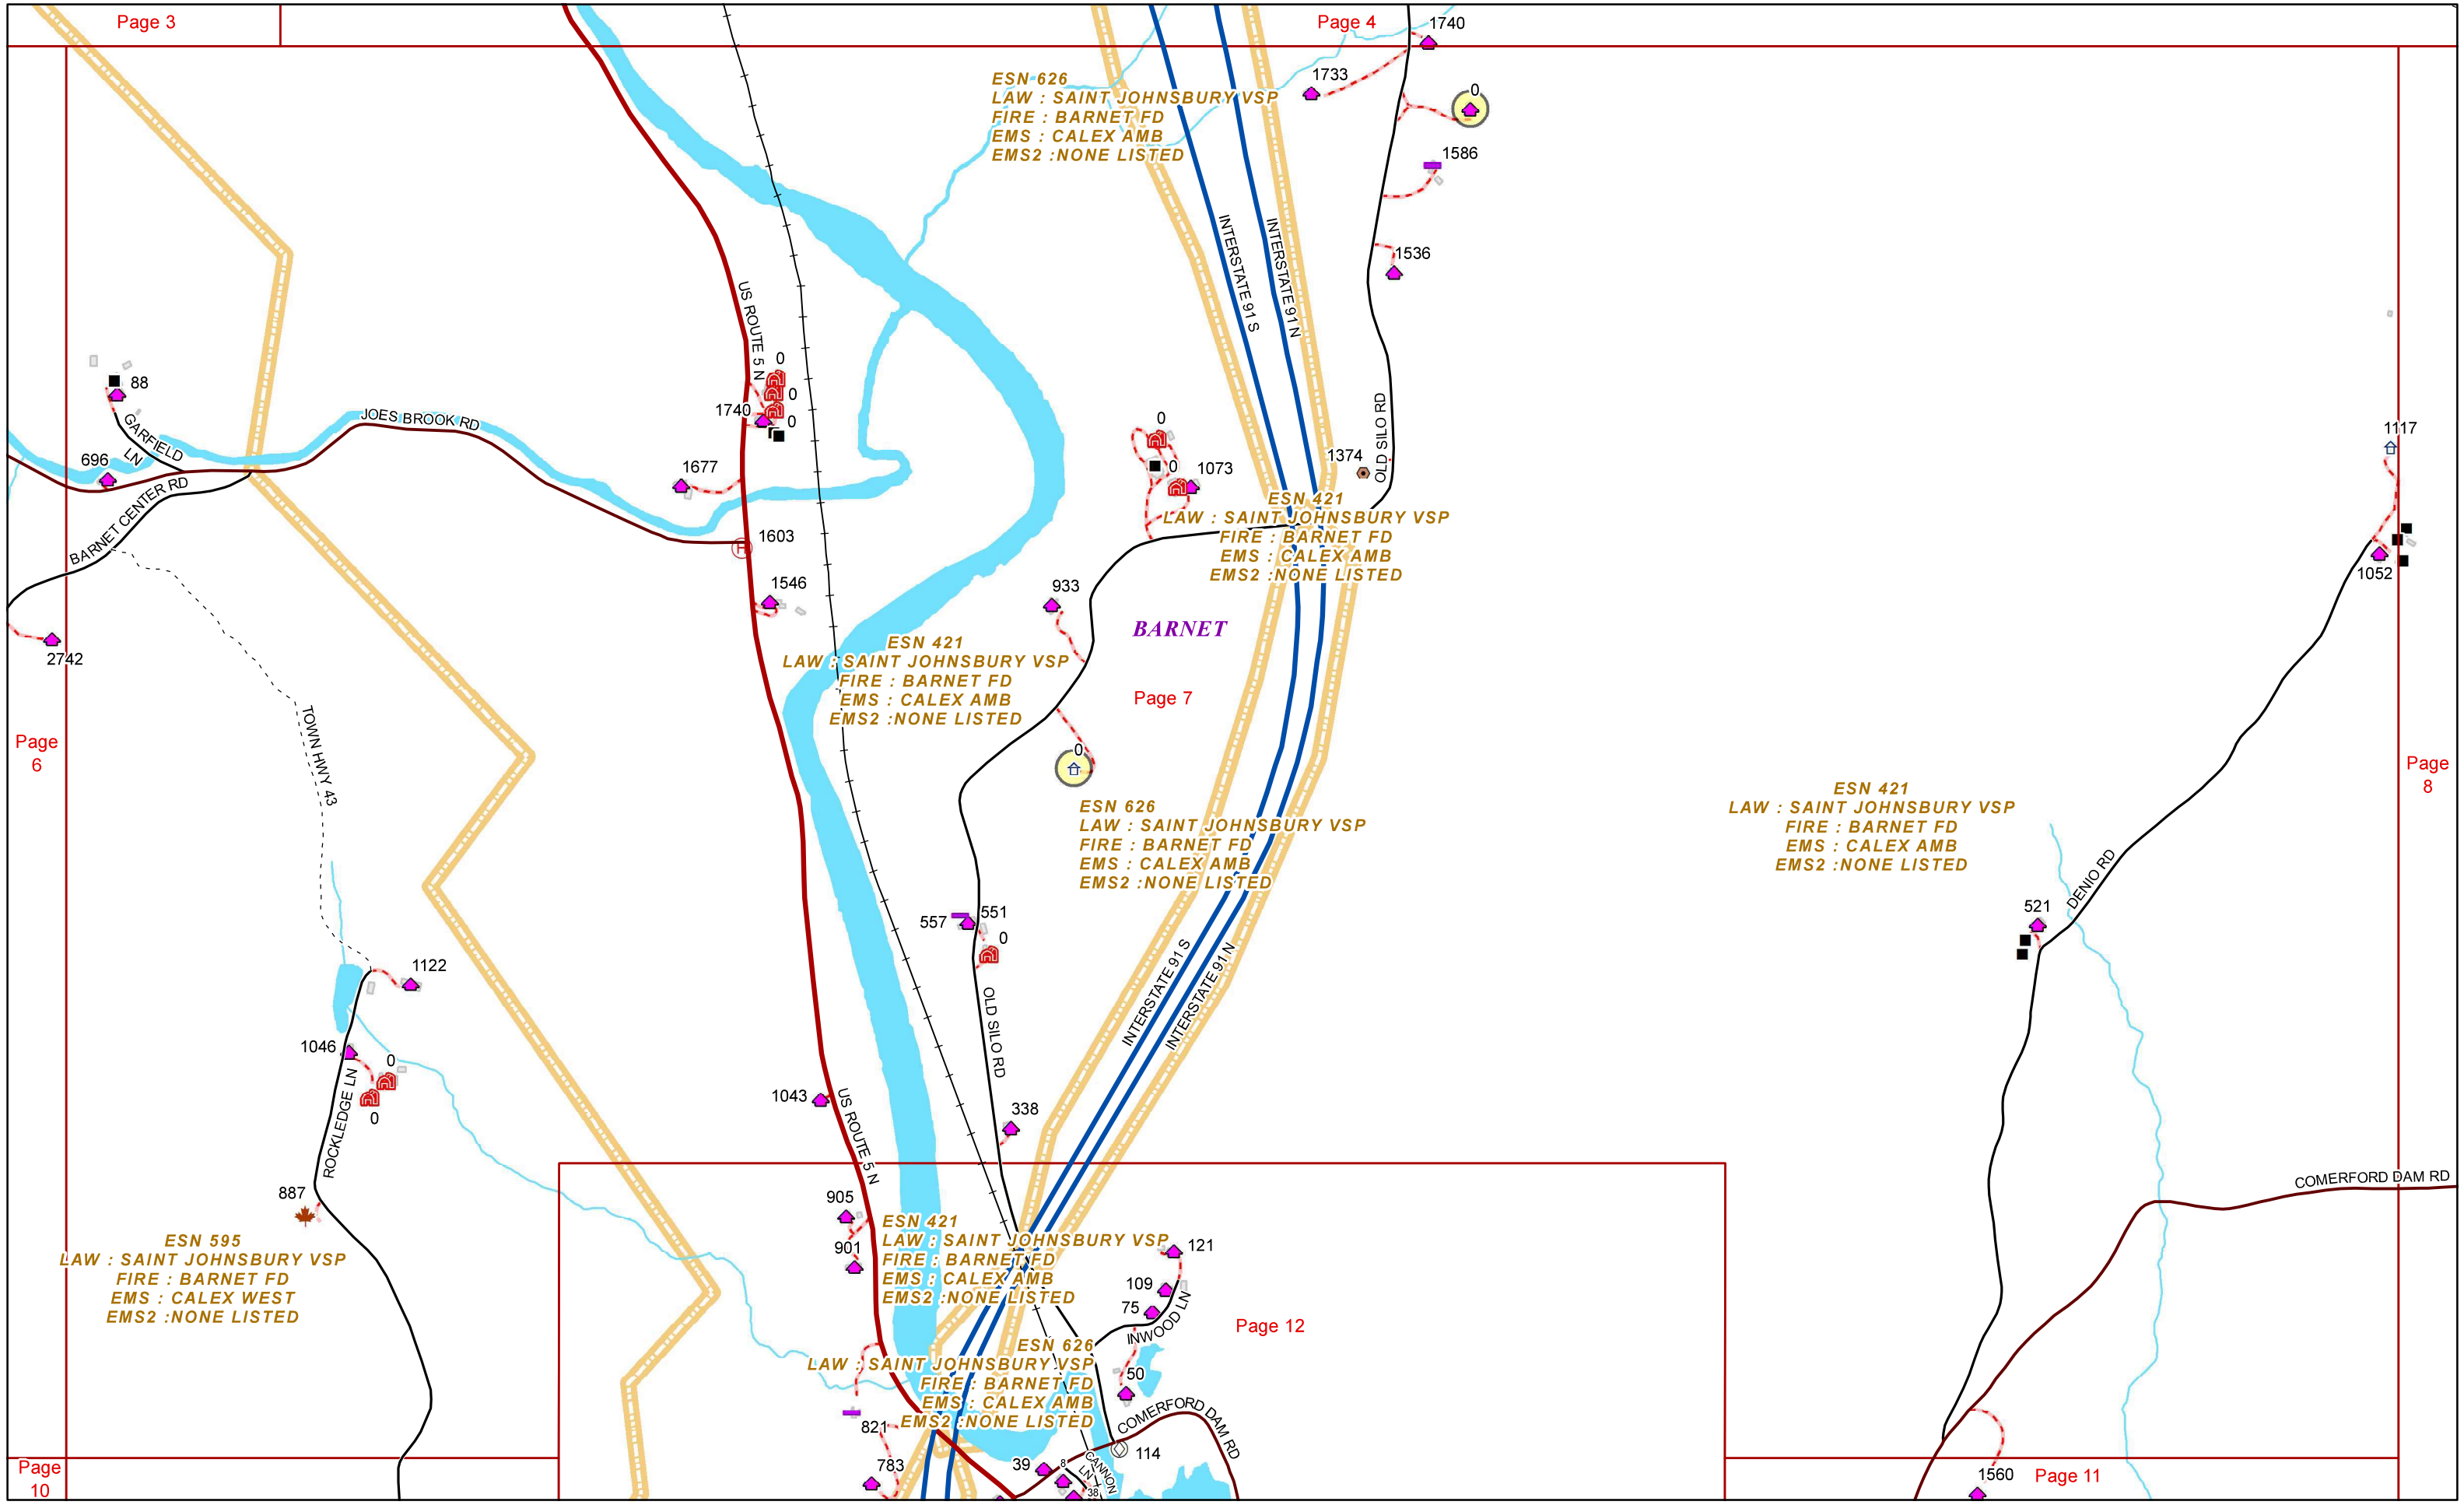 Page 3
Page 4
1740
ESN 626
LAW : SAINT JOHNSBURY VSP
FIRE : BARNET FD
EMS : CALEX AMB
EMS2 :NONE LISTED
1733
0
1586
INTERSTATE 91 S
INTERSTATE 91 N
1536
US ROUTE 5 N
0
0
0
1740
88
GARFIELD
LN
JOES BROOK RD
696
BARNET CENTER RD
1677
0
0
1073
1374
OLD SILO RD
1117
ESN 421
LAW : SAINT JOHNSBURY VSP
FIRE : BARNET FD
EMS : CALEX AMB
EMS2 :NONE LISTED
H
1603
1546
933
1052
BARNET
2742
ESN 421
LAW : SAINT JOHNSBURY VSP
FIRE : BARNET FD
EMS : CALEX AMB
EMS2 :NONE LISTED
Page 7
TOWN HWY 43
Page
6
0
Page
8
ESN 626
LAW : SAINT JOHNSBURY VSP
FIRE : BARNET FD
EMS : CALEX AMB
EMS2 :NONE LISTED
ESN 421
LAW : SAINT JOHNSBURY VSP
FIRE : BARNET FD
EMS : CALEX AMB
EMS2 :NONE LISTED
DENIO RD
521
557
551
0
INTERSTATE 91 S
INTERSTATE 91 N
OLD SILO RD
1122
1046
0
0
ROCKLEDGE LN
1043
US ROUTE 5 N
338
887
COMERFORD DAM RD
905
901
ESN 421
LAW : SAINT JOHNSBURY VSP
FIRE : BARNET FD
EMS : CALEX AMB
EMS2 :NONE LISTED
121
109
75
INWOOD LN
Page 12
ESN 595
LAW : SAINT JOHNSBURY VSP
FIRE : BARNET FD
EMS : CALEX WEST
EMS2 :NONE LISTED
ESN 626
LAW : SAINT JOHNSBURY VSP
FIRE : BARNET FD
EMS : CALEX AMB
EMS2 :NONE LISTED
50
COMERFORD DAM RD
821
114
783
39
8
CANNON
LN
38
Page
10
1560
Page 11